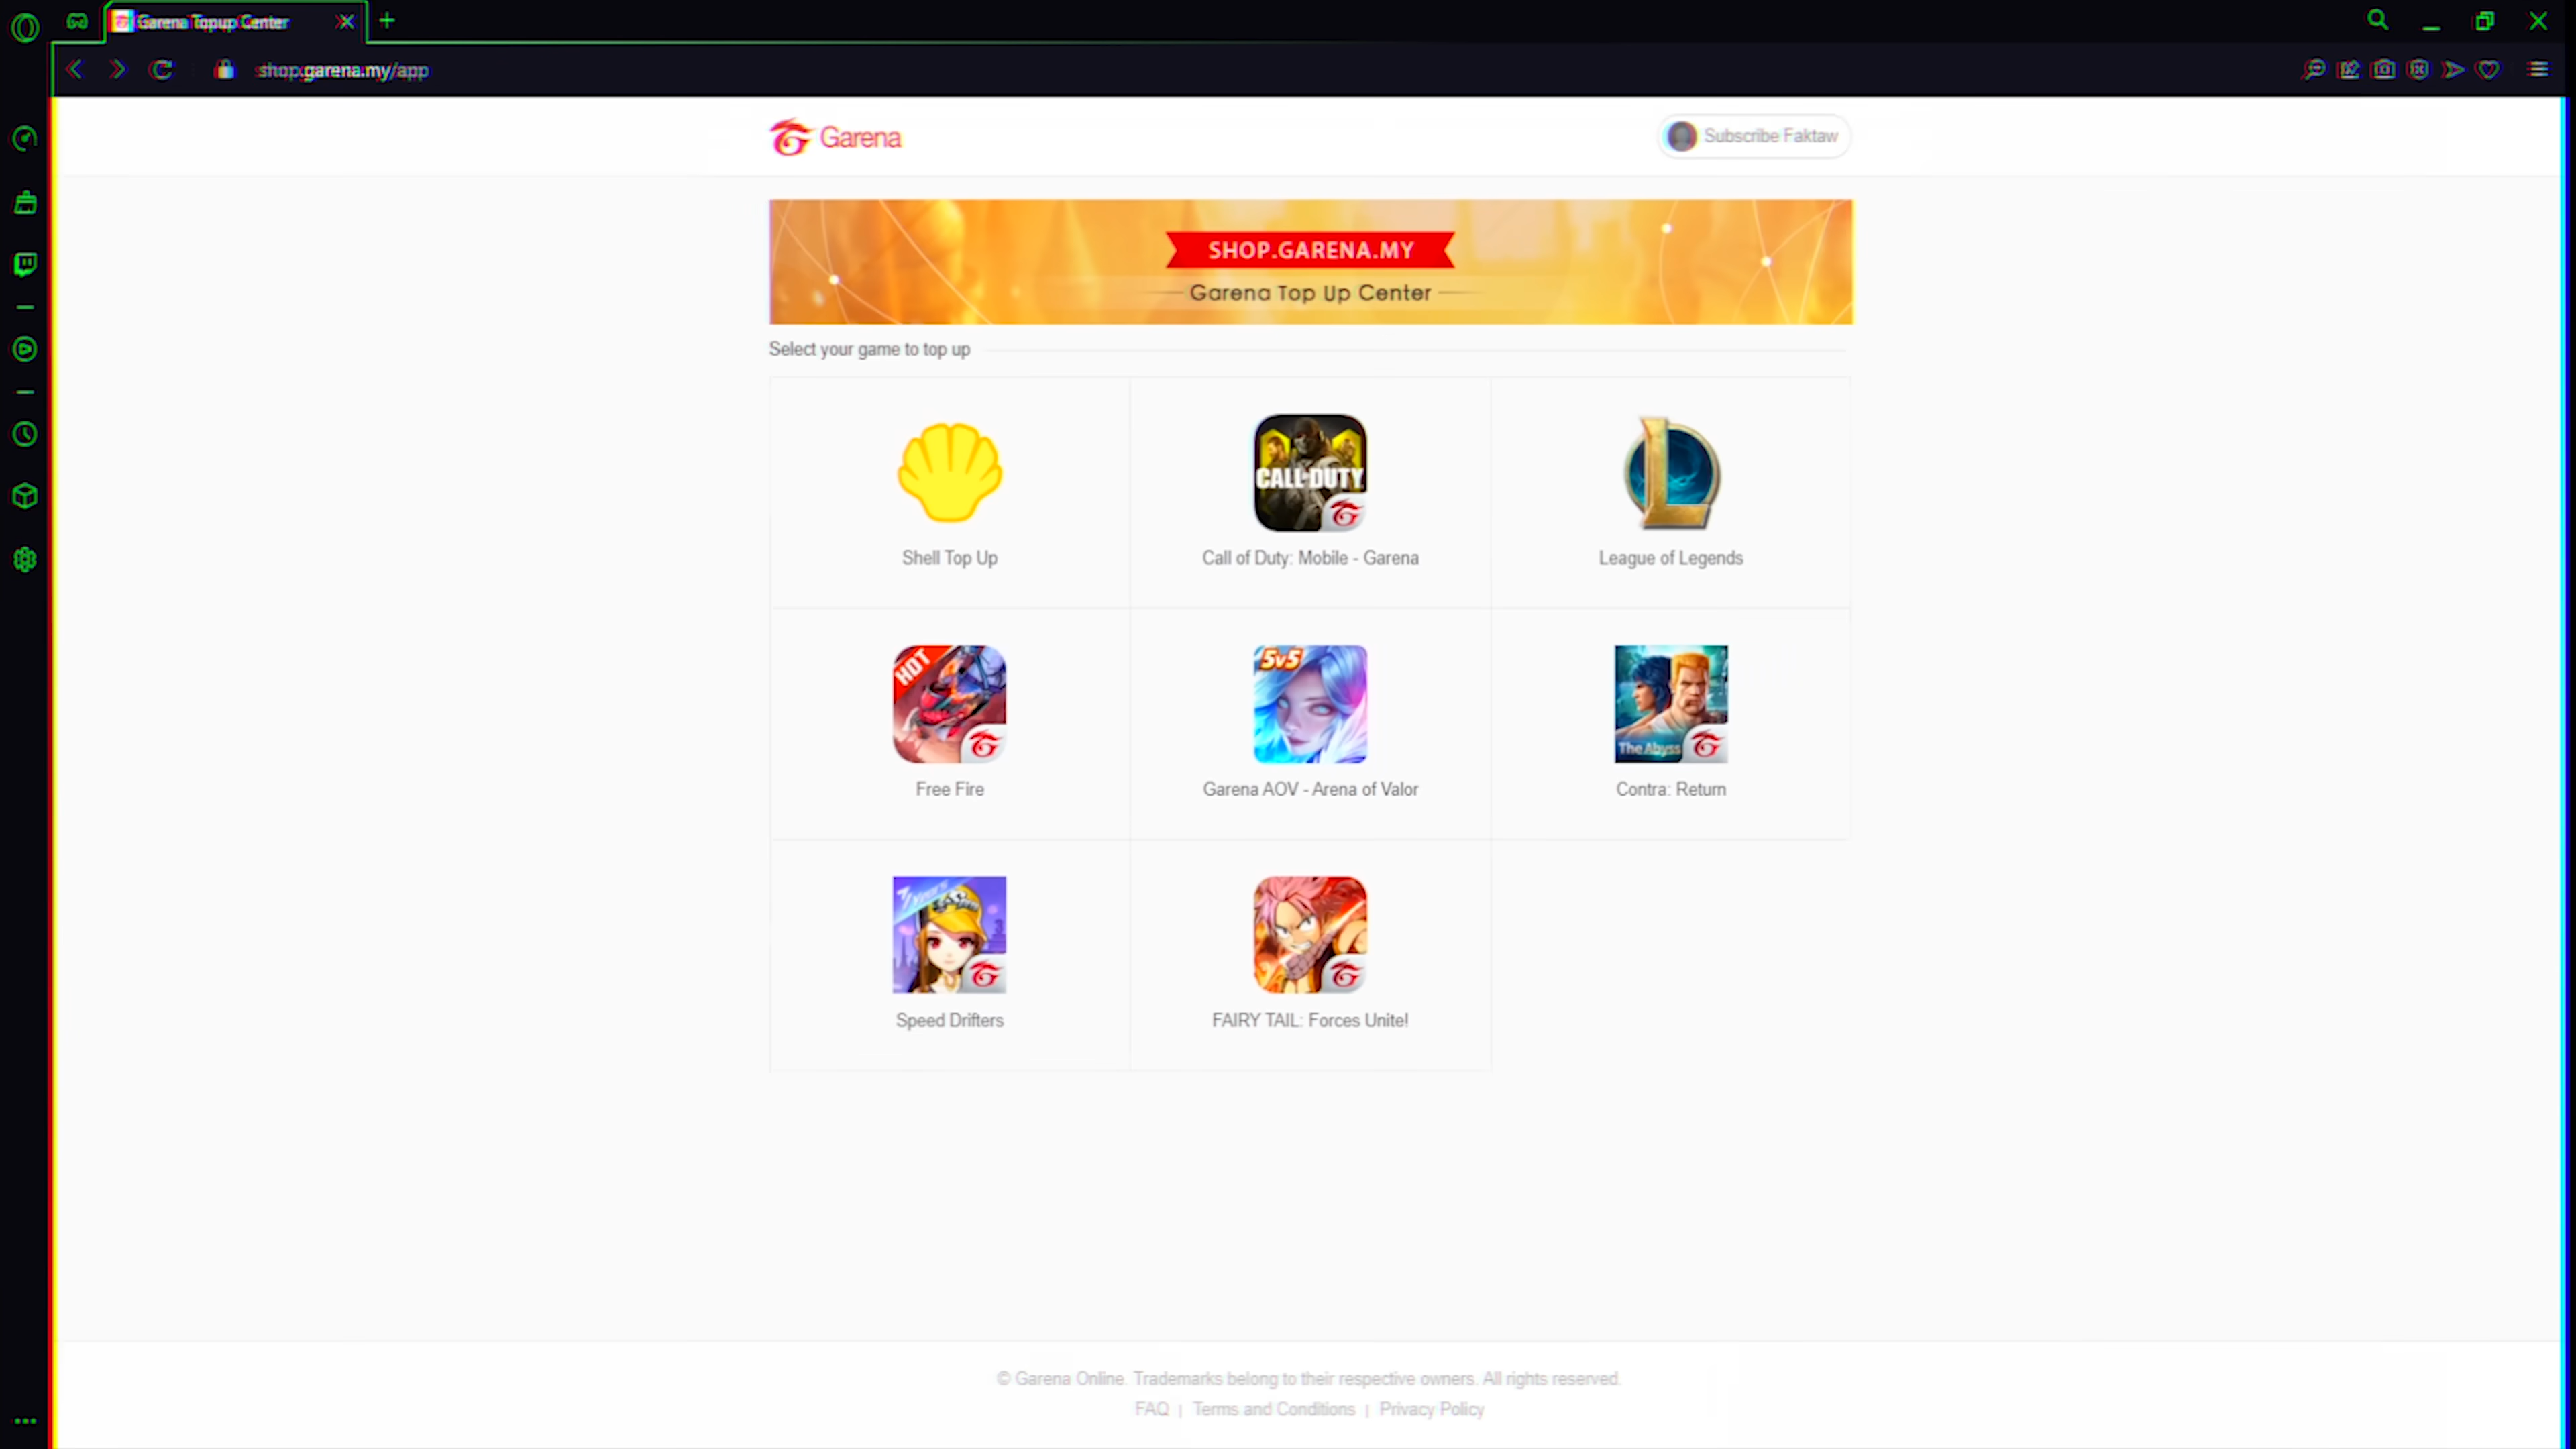 Garena Topup Center
shop.garena.my/app
Garena
Subscribe Faktaw
SHOP.GARENA.MY
Garena Top Up Center
Select your game to top up
CALL OF DUTY
Shell Top Up
Call of Duty: Mobile - Garena
League of Legends
HOT
5v5
The Abyss
Free Fire
Garena AOV - Arena of Valor
Contra: Return
Speed Drifters
FAIRY TAIL: Forces Unite!
© Garena Online. Trademarks belong to their respective owners. All rights reserved.
FAQ | Terms and Conditions | Privacy Policy